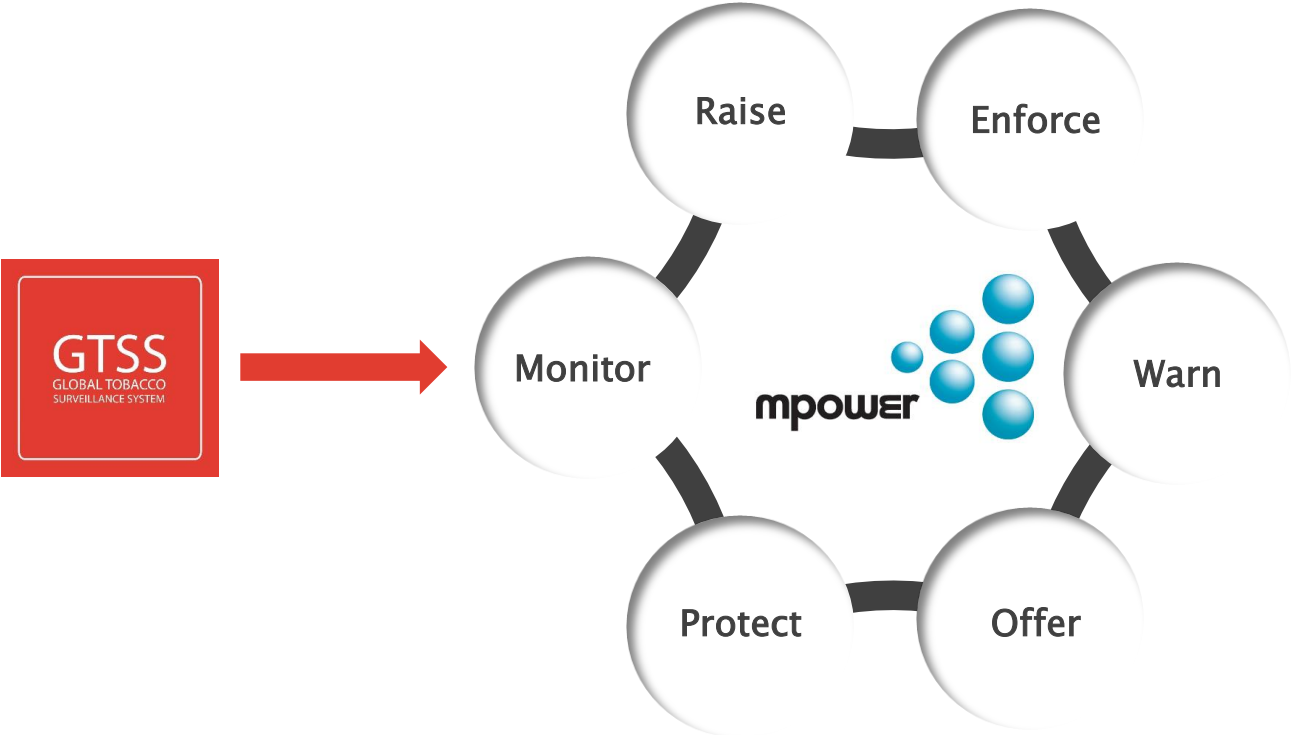 Raise
Enforce
GTSS
GLOBAL TOBACCO
SURVEILLANCE SYSTEM
Monitor
mpower
Warn
Protect
Offer